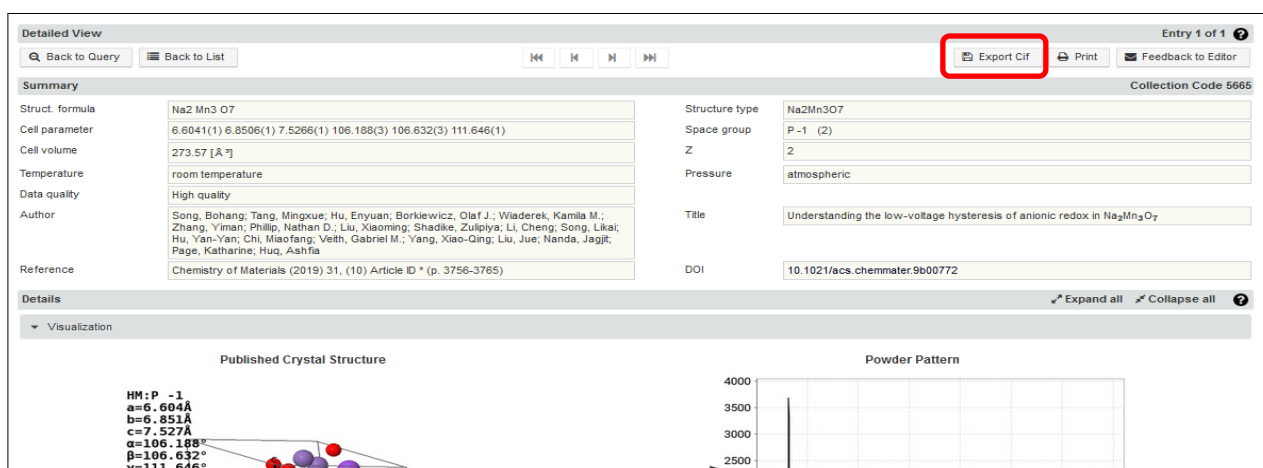 Detailed View
Entry 1 of 1
Back to Query
Back to List
Export Cif
Print
Feedback to Editor
Summary
Collection Code 5665
Struct. formula
Na2 Mn3 O7
Structure type
Na2Mn3O7
Cell parameter
6.6041(1) 6.8506(1) 7.5266(1) 106.188(3) 106.632(3) 111.646(1)
Space group
P -1 (2)
Cell volume
273.57 [Å ³]
Z
2
Temperature
room temperature
Pressure
atmospheric
Data quality
High quality
Author
Song, Bohang; Tang, Mingxue; Hu, Enyuan; Borkiewicz, Olaf J.; Wiaderek, Kamila M.;
Zhang, Yiman; Phillip, Nathan D.; Liu, Xiaoming; Shadike, Zulipiya; Li, Cheng; Song, Likai;
Hu, Yan-Yan; Chi, Miaofang; Veith, Gabriel M.; Yang, Xiao-Qing; Liu, Jue; Nanda, Jagjit;
Page, Katharine; Huq, Ashfia
Title
Understanding the low-voltage hysteresis of anionic redox in Na₂Mn₃O₇
Reference
Chemistry of Materials (2019) 31, (10) Article ID * (p. 3756-3765)
DOI
10.1021/acs.chemmater.9b00772
Details
Expand all
Collapse all
Visualization
Published Crystal Structure
HM:P -1
a=6.604Å
b=6.851Å
c=7.527Å
α=106.188°
β=106.632°
γ=111.646°
Powder Pattern
4000
3500
3000
2500